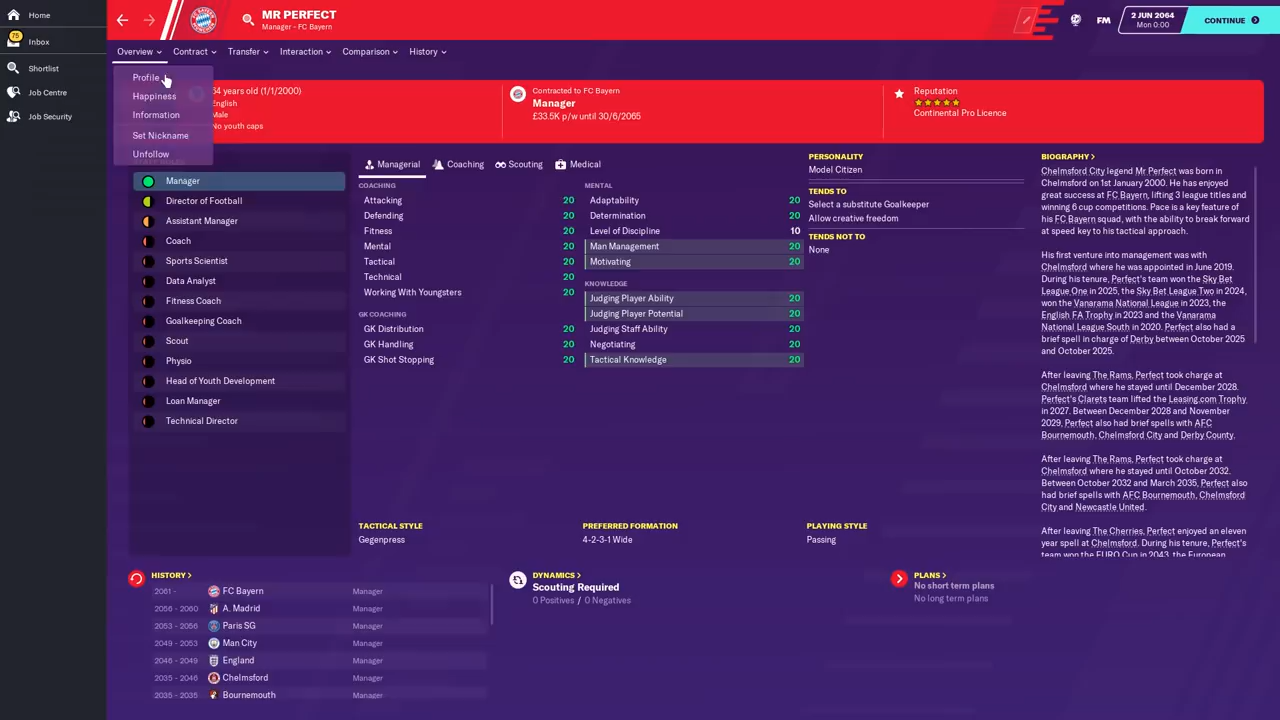 Home
75
Inbox
Shortlist
Job Centre
Job Security
MR PERFECT
Manager - FC Bayern
FM
2 JUN 2064
Mon 0:00
CONTINUE
Overview
Contract
Transfer
Interaction
Comparison
History
Profile
Happiness
Information
Set Nickname
Unfollow
64 years old (1/1/2000)
English
Male
No youth caps
Contracted to FC Bayern
Manager
£33.5K p/w until 30/6/2065
Reputation
Continental Pro Licence
Manager
Director of Football
Assistant Manager
Coach
Sports Scientist
Data Analyst
Fitness Coach
Goalkeeping Coach
Scout
Physio
Head of Youth Development
Loan Manager
Technical Director
Managerial
Coaching
Scouting
Medical
COACHING
Attacking 20
Defending 20
Fitness 20
Mental 20
Tactical 20
Technical 20
Working With Youngsters 20
GK COACHING
GK Distribution 20
GK Handling 20
GK Shot Stopping 20
MENTAL
Adaptability 20
Determination 20
Level of Discipline 10
Man Management 20
Motivating 20
KNOWLEDGE
Judging Player Ability 20
Judging Player Potential 20
Judging Staff Ability 20
Negotiating 20
Tactical Knowledge 20
PERSONALITY
Model Citizen
TENDS TO
Select a substitute Goalkeeper
Allow creative freedom
TENDS NOT TO
None
BIOGRAPHY >
Chelmsford City legend Mr Perfect was born in
Chelmsford on 1st January 2000. He has enjoyed
great success at FC Bayern, lifting 3 league titles and
winning 6 cup competitions. Pace is a key feature of
his FC Bayern squad, with the ability to break forward
at speed key to his tactical approach.
His first venture into management was with
Chelmsford where he was appointed in June 2019.
During his tenure, Perfect's team won the Sky Bet
League One in 2025, the Sky Bet League Two in 2024,
won the Vanarama National League in 2023, the
English FA Trophy in 2023 and the Vanarama
National League South in 2020. Perfect also had a
brief spell in charge of Derby between October 2025
and October 2025.
After leaving The Rams, Perfect took charge at
Chelmsford where he stayed until December 2028.
Perfect's Clarets team lifted the Leasing.com Trophy
in 2027. Between December 2028 and November
2029, Perfect also had brief spells with AFC
Bournemouth, Chelmsford City and Derby County.
After leaving The Rams, Perfect took charge at
Chelmsford where he stayed until October 2032.
Between October 2032 and March 2035, Perfect also
had brief spells with AFC Bournemouth, Chelmsford
City and Newcastle United.
After leaving The Cherries, Perfect enjoyed an eleven
year spell at Chelmsford. During his tenure, Perfect's
team won the EURO Cup in 2043, the European
TACTICAL STYLE
Gegenpress
PREFERRED FORMATION
4-2-3-1 Wide
PLAYING STYLE
Passing
HISTORY >
2061 - FC Bayern Manager
2056 - 2060 A. Madrid Manager
2053 - 2056 Paris SG Manager
2049 - 2053 Man City Manager
2046 - 2049 England Manager
2035 - 2046 Chelmsford Manager
2035 - 2035 Bournemouth Manager
DYNAMICS >
Scouting Required
0 Positives / 0 Negatives
PLANS >
No short term plans
No long term plans